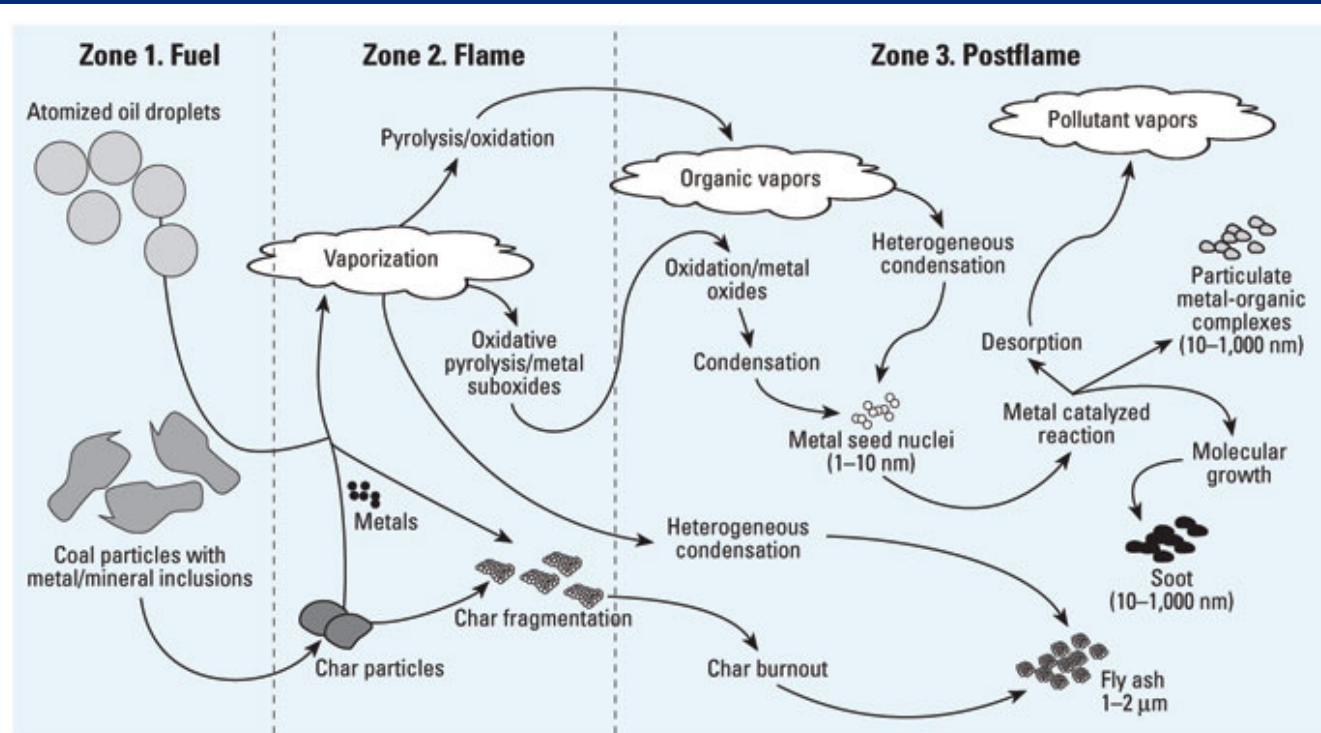 Zone 1. Fuel
Zone 2. Flame
Zone 3. Postflame
Atomized oil droplets
Coal particles with
metal/mineral inclusions
Pyrolysis/oxidation
Vaporization
Oxidative
pyrolysis/metal
suboxides
Metals
Char fragmentation
Char particles
Organic vapors
Oxidation/metal
oxides
Condensation
Heterogeneous
condensation
Metal seed nuclei
(1–10 nm)
Heterogeneous
condensation
Char burnout
Pollutant vapors
Desorption
Particulate
metal-organic
complexes
(10–1,000 nm)
Metal catalyzed
reaction
Molecular
growth
Soot
(10–1,000 nm)
Fly ash
1–2 μm